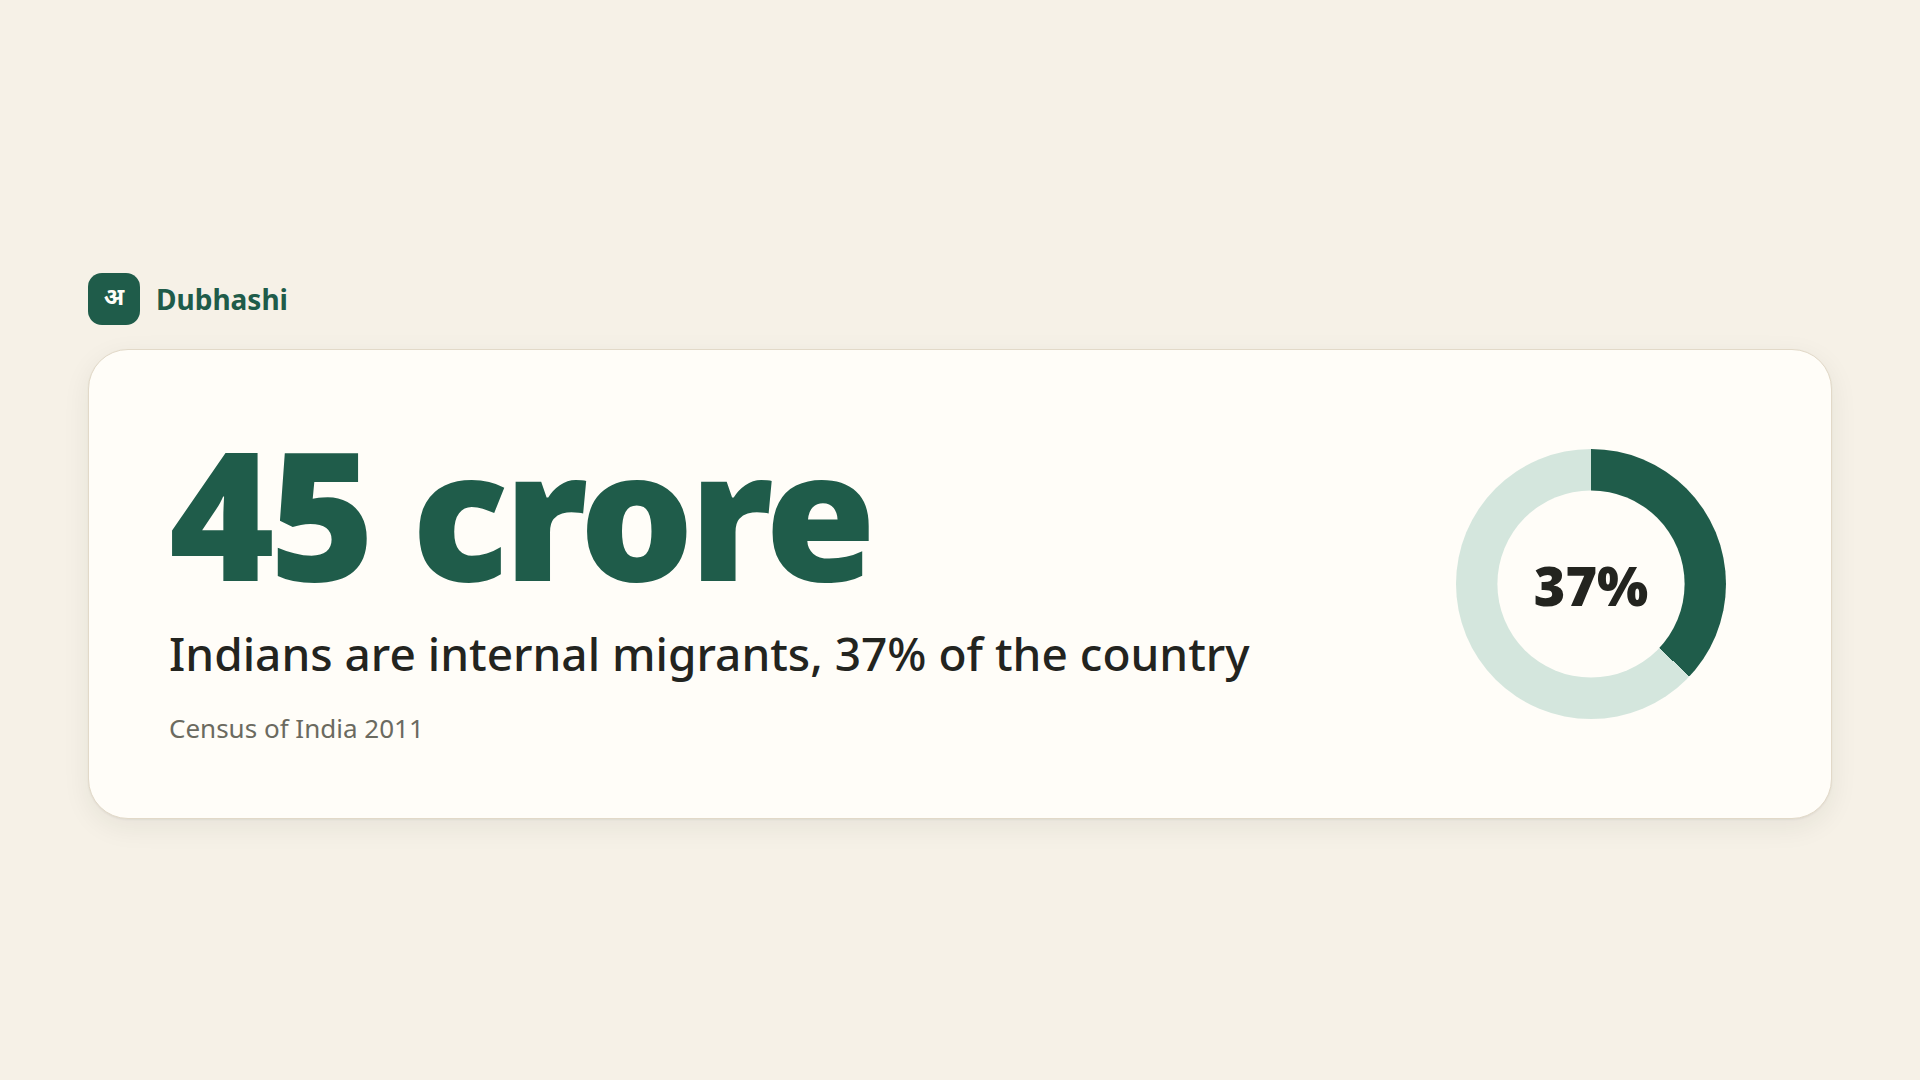 अ Dubhashi
45 crore
Indians are internal migrants, 37% of the country
Census of India 2011
37%